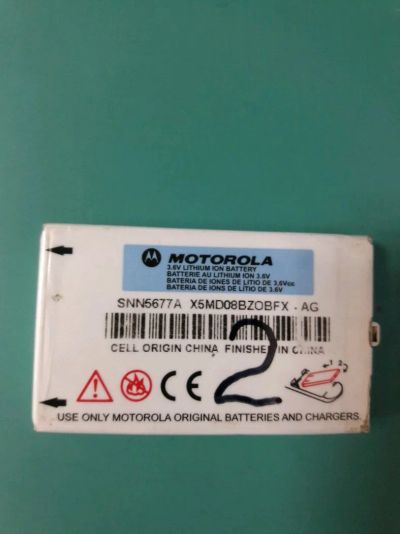 MOTOROLA
3.6V LITHIUM ION BATTERY
BATTERIE AU LITHIUM ION 3.6V
BATERIA DE IONES DE LITIO DE 3,6Vcc
BATERIA DE IONS DE LITIO DE 3.6V
SNN5677A X5MD08BZOBFX - AG
CELL ORIGIN CHINA FINISHED IN CHINA
CE
2
1 2
USE ONLY MOTOROLA ORIGINAL BATTERIES AND CHARGERS.